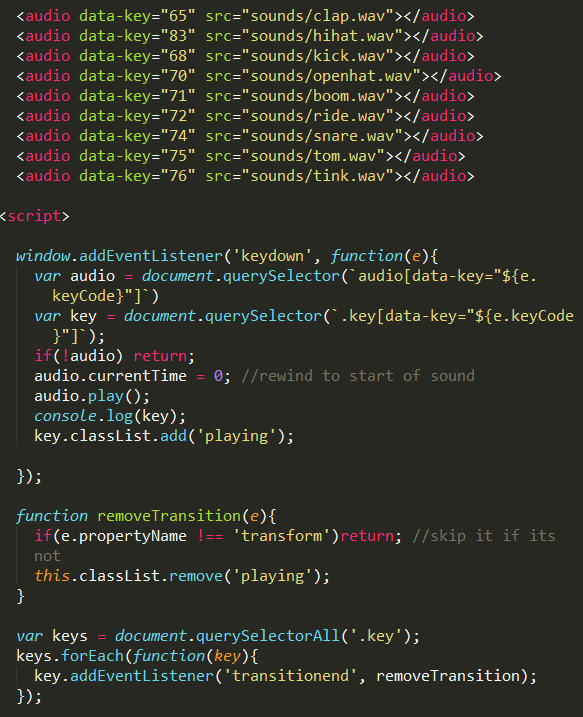 <audio data-key="65" src="sounds/clap.wav"></audio>
<audio data-key="83" src="sounds/hihat.wav"></audio>
<audio data-key="68" src="sounds/kick.wav"></audio>
<audio data-key="70" src="sounds/openhat.wav"></audio>
<audio data-key="71" src="sounds/boom.wav"></audio>
<audio data-key="72" src="sounds/ride.wav"></audio>
<audio data-key="74" src="sounds/snare.wav"></audio>
<audio data-key="75" src="sounds/tom.wav"></audio>
<audio data-key="76" src="sounds/tink.wav"></audio>
<script>
window.addEventListener('keydown', function(e){
var audio = document.querySelector(`audio[data-key="${e.
keyCode}"]`)
var key = document.querySelector(`.key[data-key="${e.keyCode
}"]`);
if(!audio) return;
audio.currentTime = 0; //rewind to start of sound
audio.play();
console.log(key);
key.classList.add('playing');
});
function removeTransition(e){
if(e.propertyName !== 'transform')return; //skip it if its
not
this.classList.remove('playing');
}
var keys = document.querySelectorAll('.key');
keys.forEach(function(key){
key.addEventListener('transitionend', removeTransition);
});